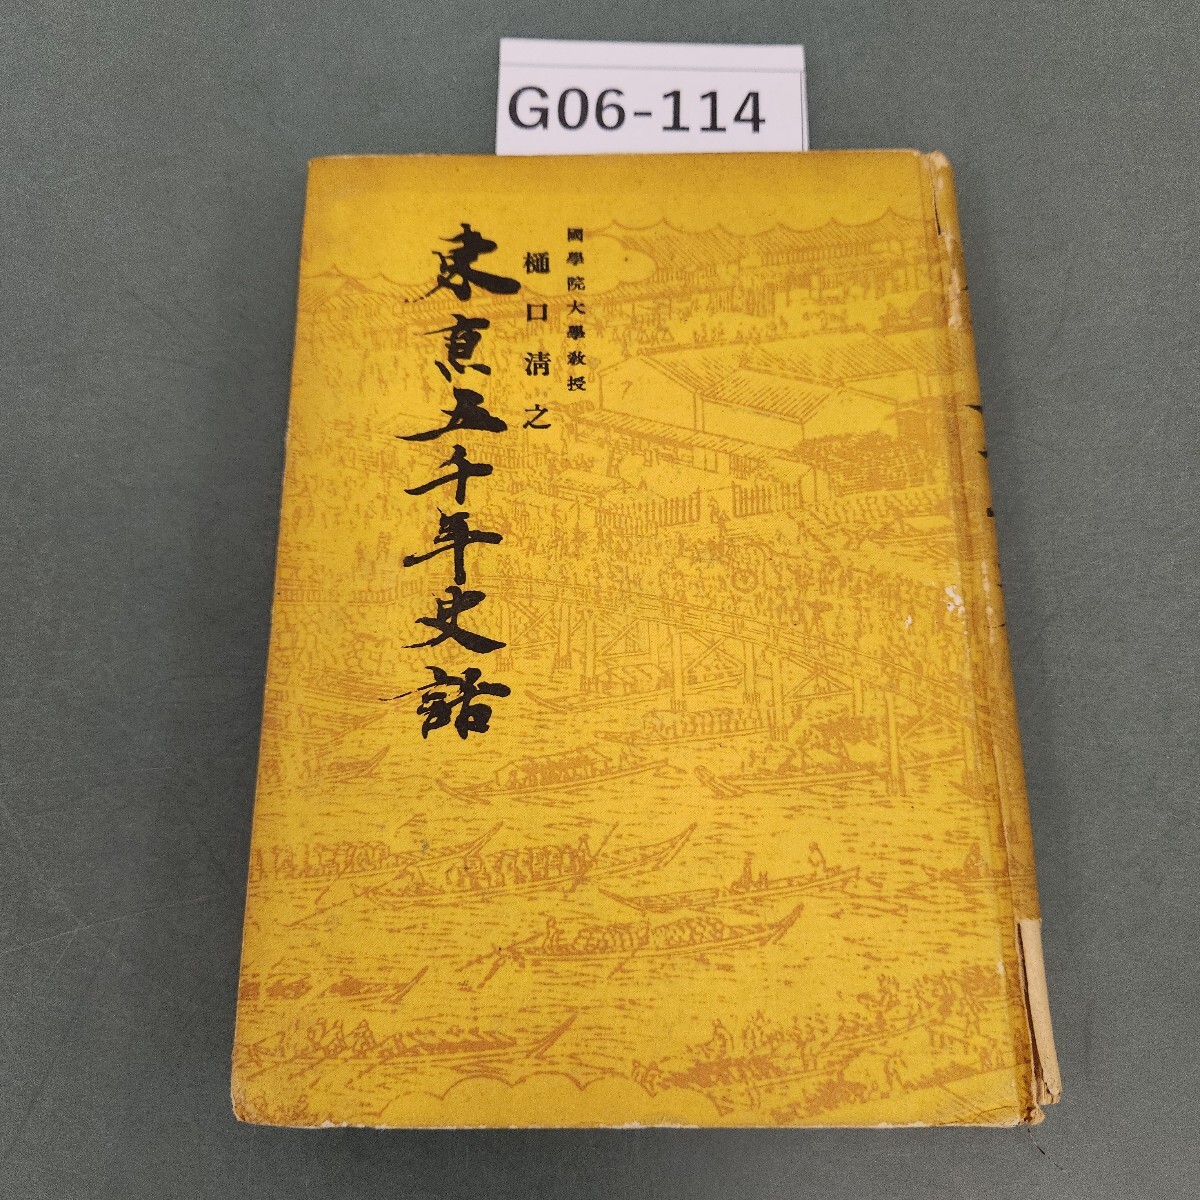 G06-114
國學院大學教授
樋口清之
東京五千年史話